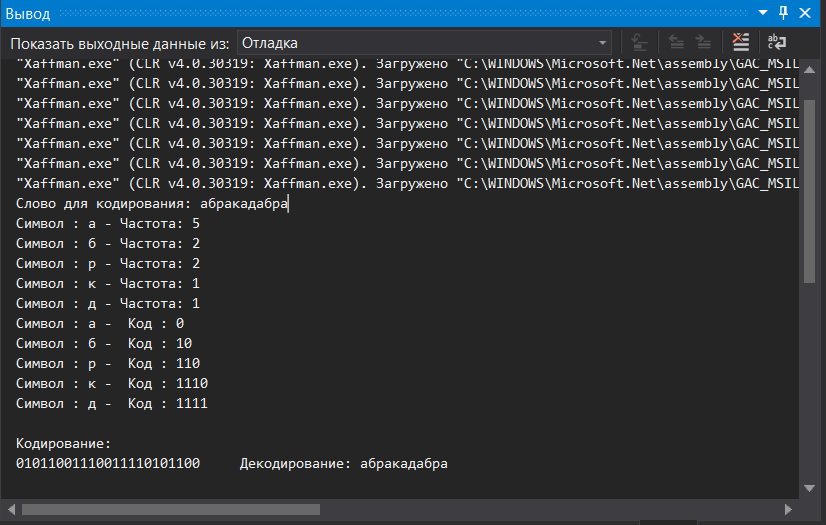 Вывод
Показать выходные данные из: Отладка
"Xaffman.exe" (CLR v4.0.30319: Xaffman.exe). Загружено "C:\WINDOWS\Microsoft.Net\assembly\GAC_MSIL
"Xaffman.exe" (CLR v4.0.30319: Xaffman.exe). Загружено "C:\WINDOWS\Microsoft.Net\assembly\GAC_MSIL
"Xaffman.exe" (CLR v4.0.30319: Xaffman.exe). Загружено "C:\WINDOWS\Microsoft.Net\assembly\GAC_MSIL
"Xaffman.exe" (CLR v4.0.30319: Xaffman.exe). Загружено "C:\WINDOWS\Microsoft.Net\assembly\GAC_MSIL
"Xaffman.exe" (CLR v4.0.30319: Xaffman.exe). Загружено "C:\WINDOWS\Microsoft.Net\assembly\GAC_MSIL
"Xaffman.exe" (CLR v4.0.30319: Xaffman.exe). Загружено "C:\WINDOWS\Microsoft.Net\assembly\GAC_MSIL
"Xaffman.exe" (CLR v4.0.30319: Xaffman.exe). Загружено "C:\WINDOWS\Microsoft.Net\assembly\GAC_MSIL
Слово для кодирования: абракадабра
Символ : а - Частота: 5
Символ : б - Частота: 2
Символ : р - Частота: 2
Символ : к - Частота: 1
Символ : д - Частота: 1
Символ : а -  Код : 0
Символ : б -  Код : 10
Символ : р -  Код : 110
Символ : к -  Код : 1110
Символ : д -  Код : 1111
Кодирование:
01011001110011110101100     Декодирование: абракадабра